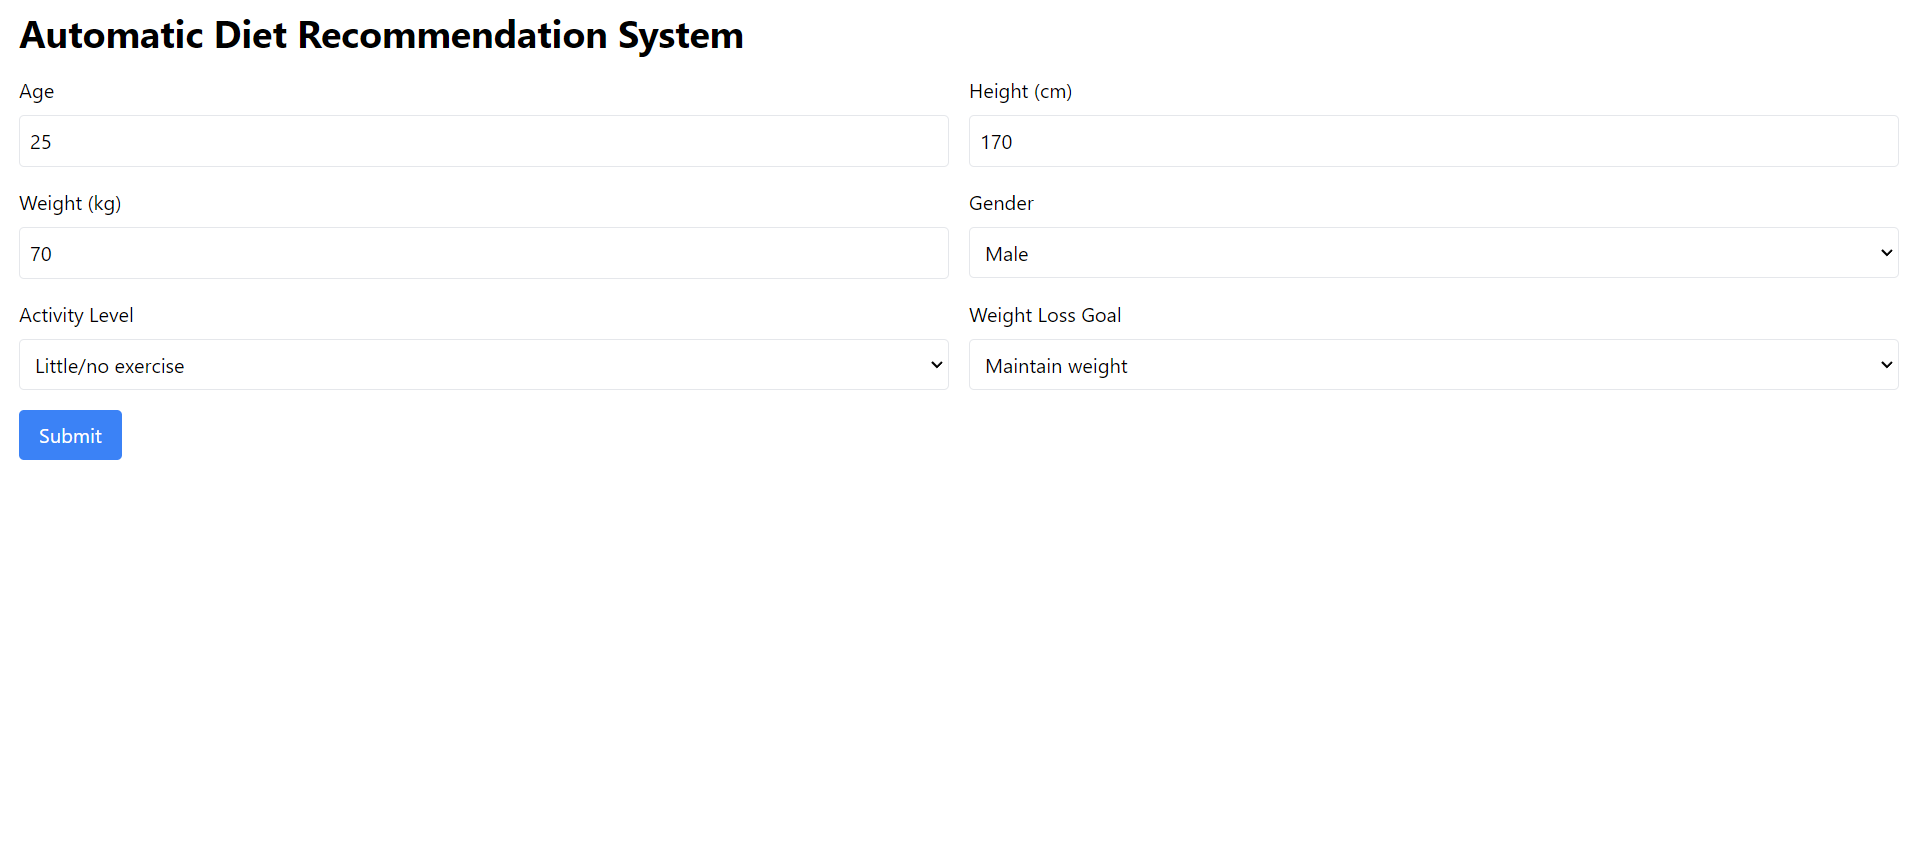 Automatic Diet Recommendation System
Age
25
Height (cm)
170
Weight (kg)
70
Gender
Male
Activity Level
Little/no exercise
Weight Loss Goal
Maintain weight
Submit